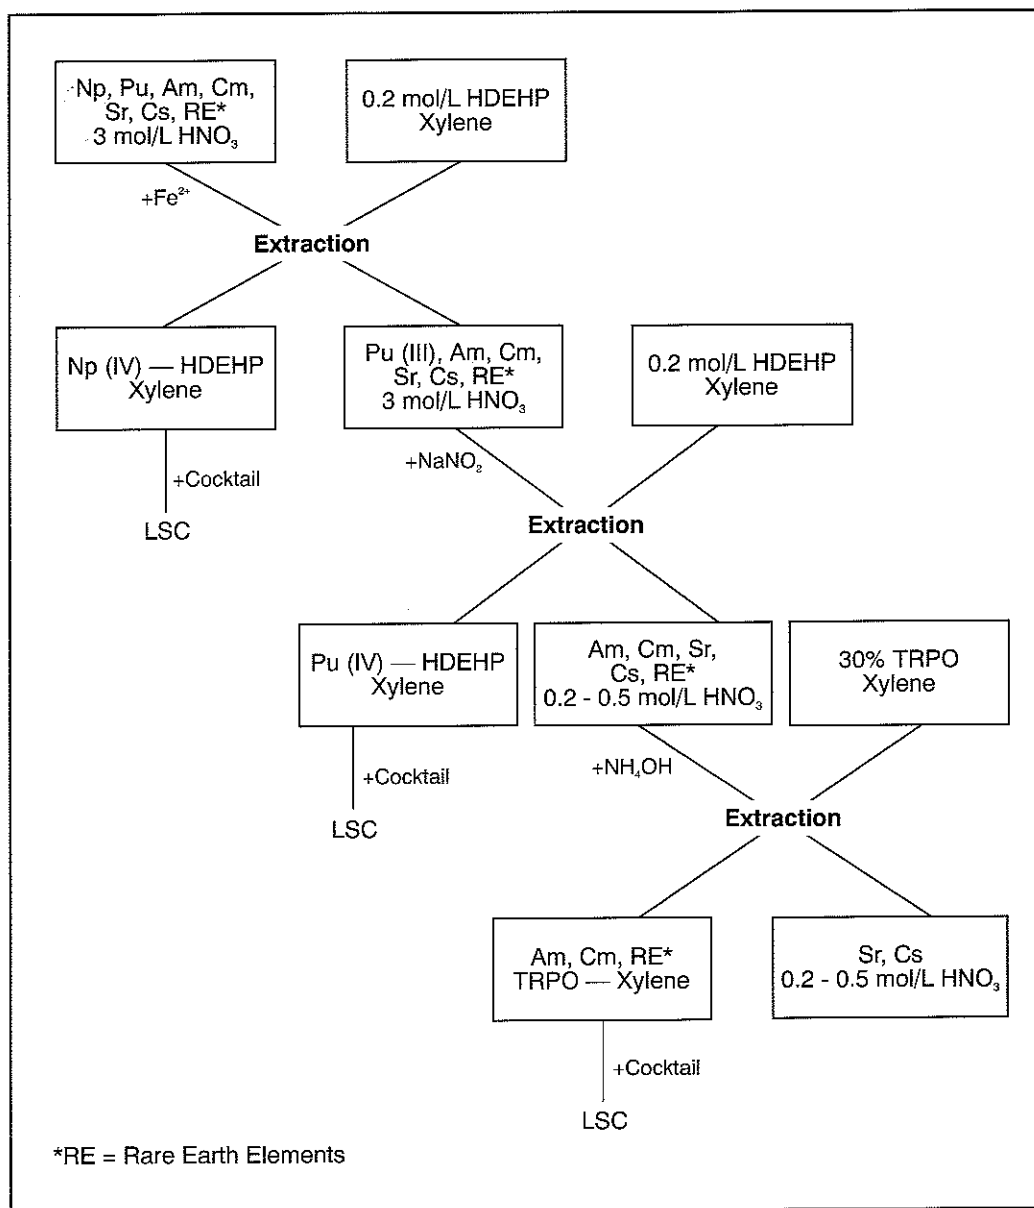 Np, Pu, Am, Cm,
Sr, Cs, RE*
3 mol/L HNO₃
0.2 mol/L HDEHP
Xylene
+Fe²⁺
Extraction
Np (IV) — HDEHP
Xylene
Pu (III), Am, Cm,
Sr, Cs, RE*
3 mol/L HNO₃
0.2 mol/L HDEHP
Xylene
+Cocktail
LSC
+NaNO₂
Extraction
Pu (IV) — HDEHP
Xylene
Am, Cm, Sr,
Cs, RE*
0.2 - 0.5 mol/L HNO₃
30% TRPO
Xylene
+Cocktail
LSC
+NH₄OH
Extraction
Am, Cm, RE*
TRPO — Xylene
Sr, Cs
0.2 - 0.5 mol/L HNO₃
+Cocktail
LSC
*RE = Rare Earth Elements